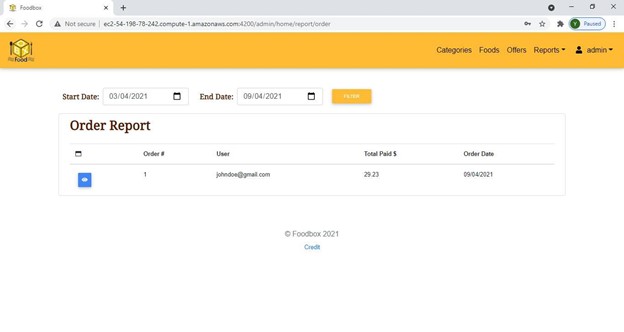 Foodbox
Not secure | ec2-54-198-78-242.compute-1.amazonaws.com:4200/admin/home/report/order
Y Paused
food
Categories Foods Offers Reports admin
Start Date: 03/04/2021 End Date: 09/04/2021 FILTER
Order Report
Order # User Total Paid $ Order Date
1 johndoe@gmail.com 29.23 09/04/2021
© Foodbox 2021
Credit